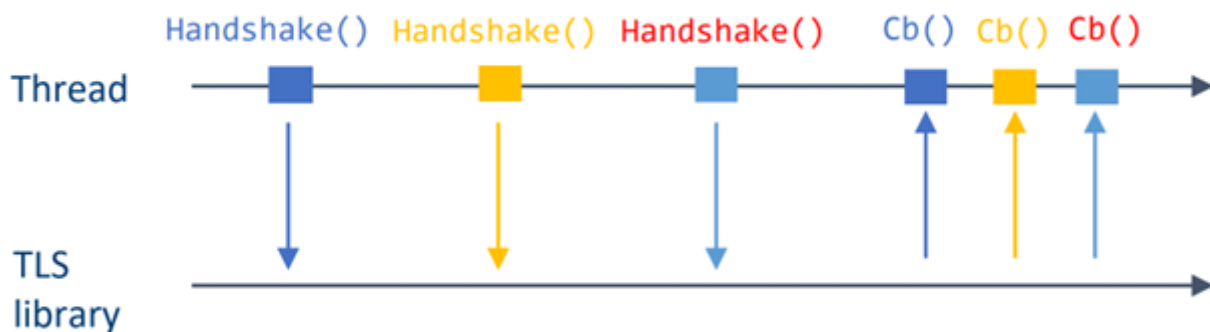 Handshake() Handshake() Handshake() Cb() Cb() Cb()
Thread
TLS
library